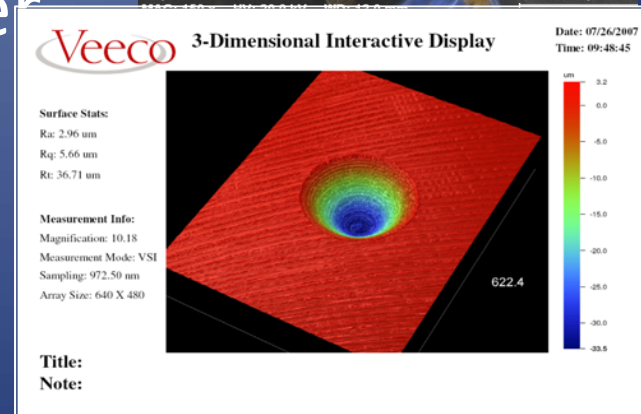 er
Veeco
3-Dimensional Interactive Display
Date: 07/26/2007
Time: 09:48:45
Surface Stats:
Ra: 2.96 um
Rq: 5.66 um
Rt: 36.71 um
Measurement Info:
Magnification: 10.18
Measurement Mode: VSI
Sampling: 972.50 nm
Array Size: 640 X 480
um
3.2
0.0
-5.0
-10.0
-15.0
-20.0
-25.0
-30.0
-33.5
622.4
Title:
Note: